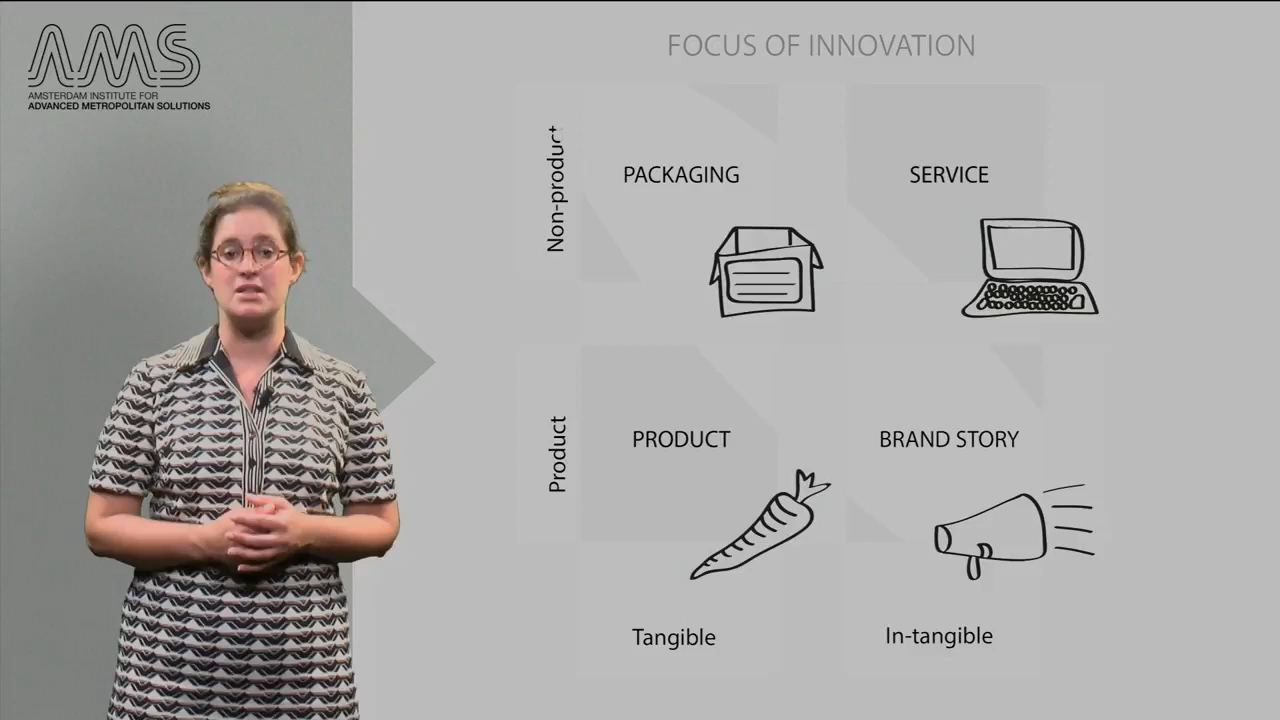 AMS
AMSTERDAM INSTITUTE FOR
ADVANCED METROPOLITAN SOLUTIONS
FOCUS OF INNOVATION
Non-product
PACKAGING
SERVICE
Product
PRODUCT
BRAND STORY
Tangible
In-tangible